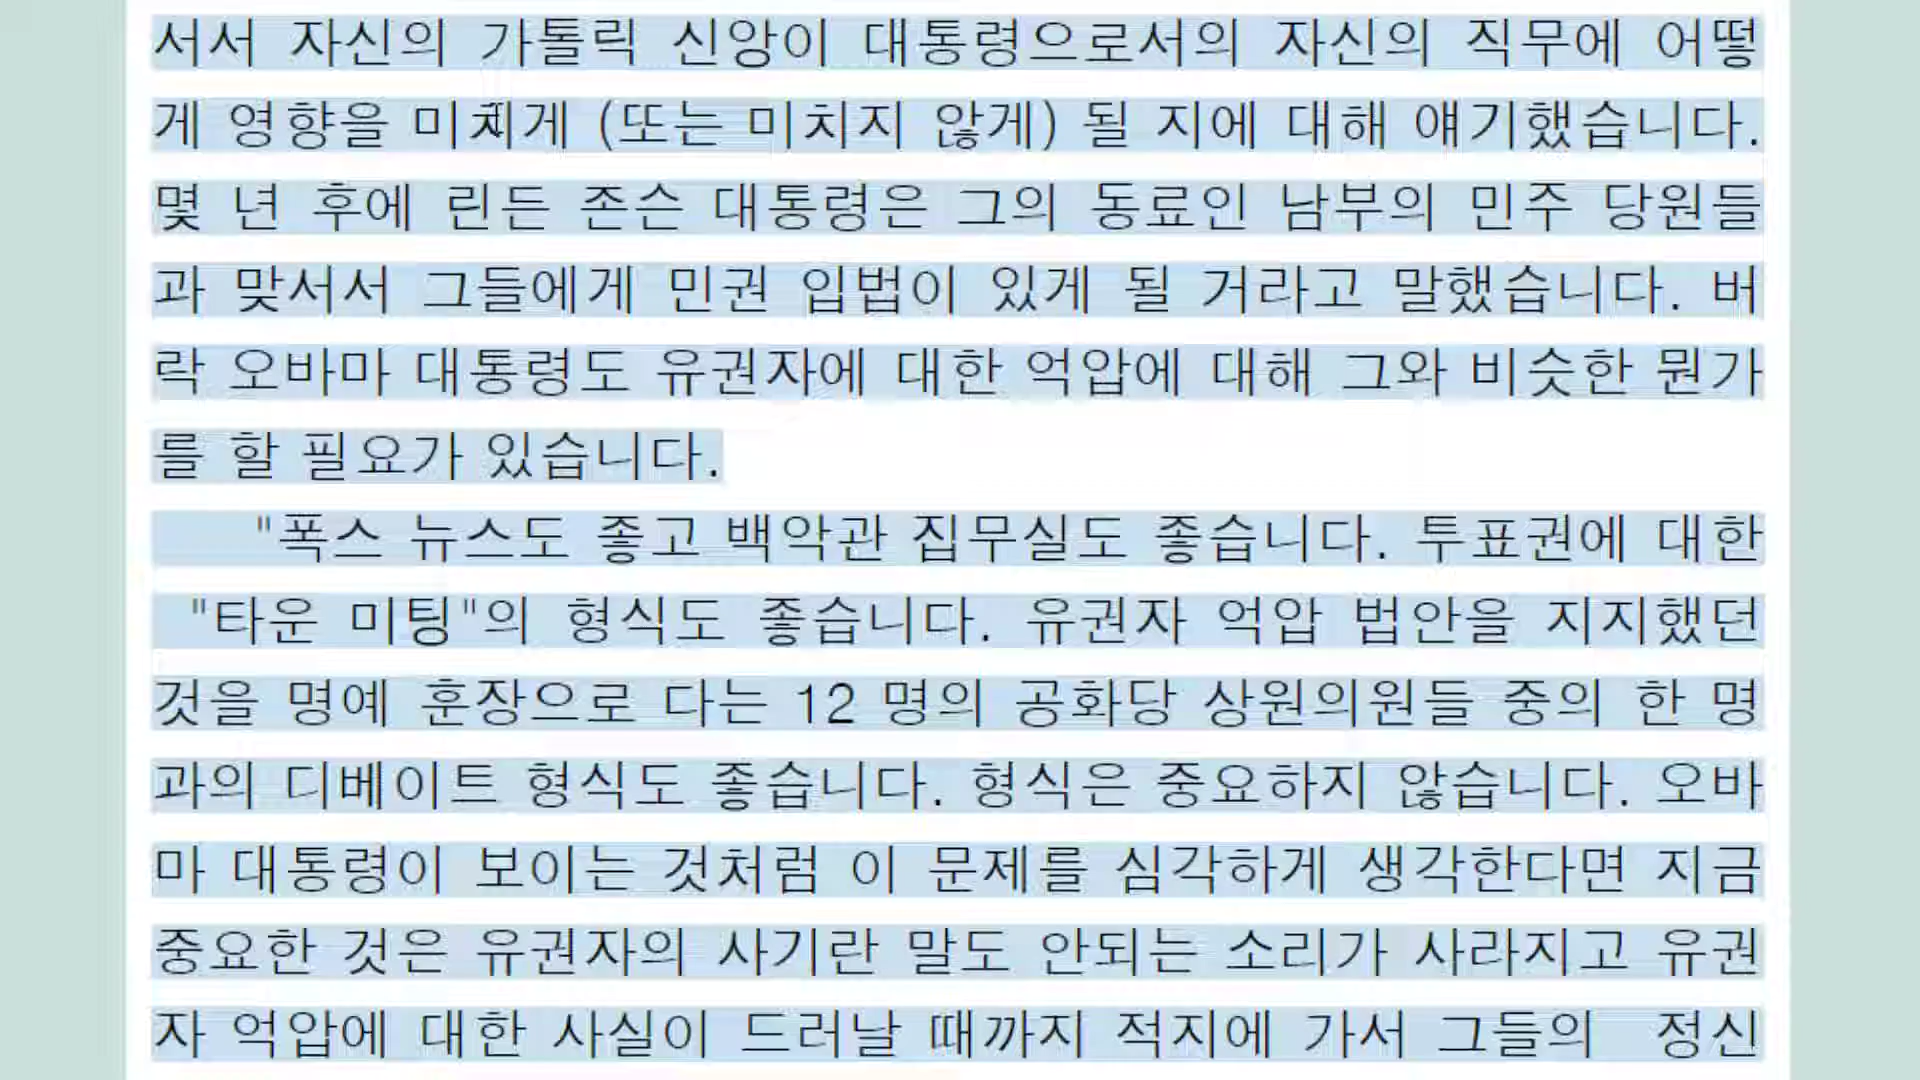 서서 자신의 가톨릭 신앙이 대통령으로서의 자신의 직무에 어떻
게 영향을 미치게 (또는 미치지 않게) 될 지에 대해 얘기했습니다.
몇 년 후에 린든 존슨 대통령은 그의 동료인 남부의 민주 당원들
과 맞서서 그들에게 민권 입법이 있게 될 거라고 말했습니다. 버
락 오바마 대통령도 유권자에 대한 억압에 대해 그와 비슷한 뭔가
를 할 필요가 있습니다.
"폭스 뉴스도 좋고 백악관 집무실도 좋습니다. 투표권에 대한
"타운 미팅"의 형식도 좋습니다. 유권자 억압 법안을 지지했던
것을 명예 훈장으로 다는 12 명의 공화당 상원의원들 중의 한 명
과의 디베이트 형식도 좋습니다. 형식은 중요하지 않습니다. 오바
마 대통령이 보이는 것처럼 이 문제를 심각하게 생각한다면 지금
중요한 것은 유권자의 사기란 말도 안되는 소리가 사라지고 유권
자 억압에 대한 사실이 드러날 때까지 적지에 가서 그들의 정신